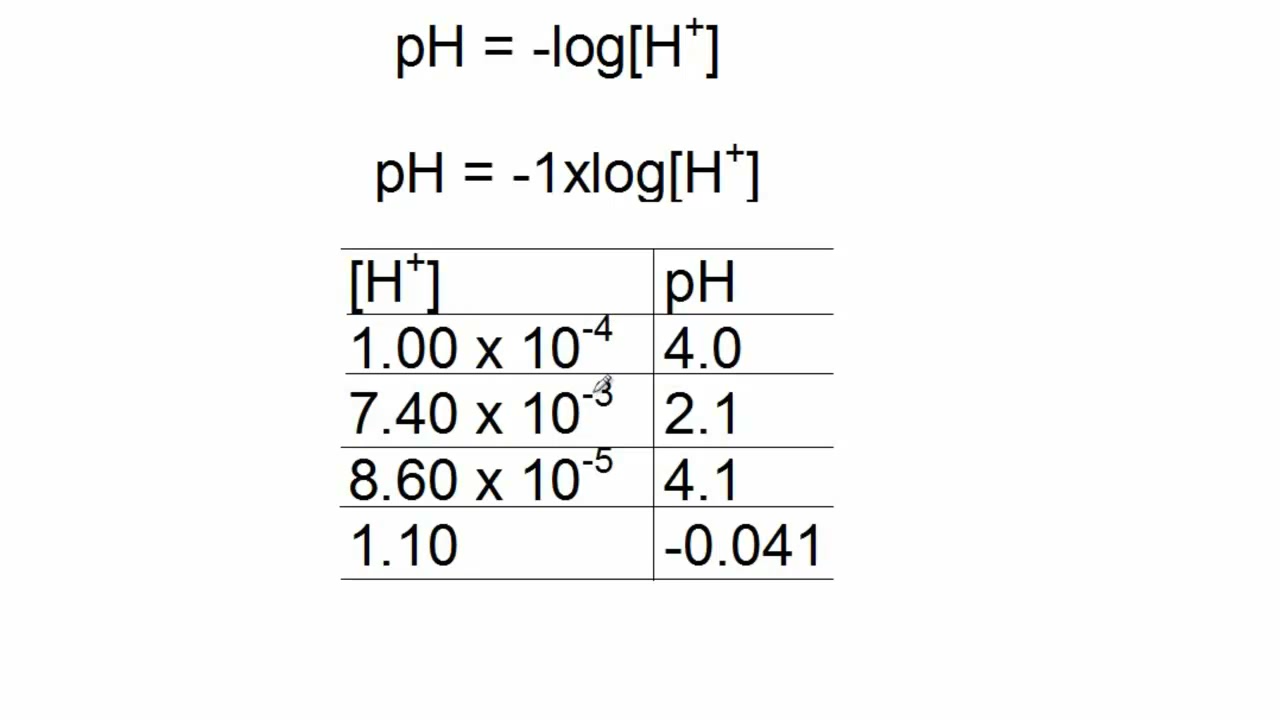 pH = -log[H⁺]
pH = -1xlog[H⁺]
[H⁺] pH
1.00 x 10⁻⁴ 4.0
7.40 x 10⁻³ 2.1
8.60 x 10⁻⁵ 4.1
1.10 -0.041